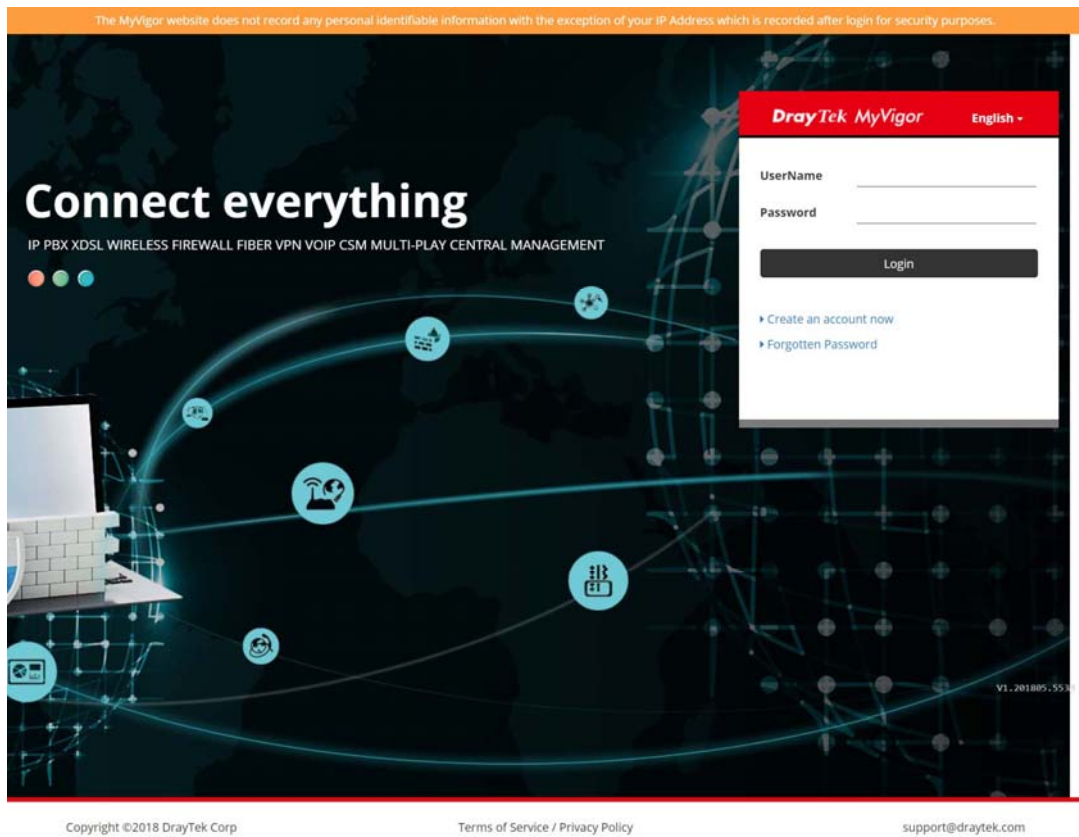 The MyVigor website does not record any personal identifiable information with the exception of your IP Address which is recorded after login for security purposes.
DrayTek MyVigor English
UserName
Password
Login
Create an account now
Forgotten Password
Connect everything
IP PBX XDSL WIRELESS FIREWALL FIBER VPN VOIP CSM MULTI-PLAY CENTRAL MANAGEMENT
Copyright ©2018 DrayTek Corp Terms of Service / Privacy Policy support@draytek.com